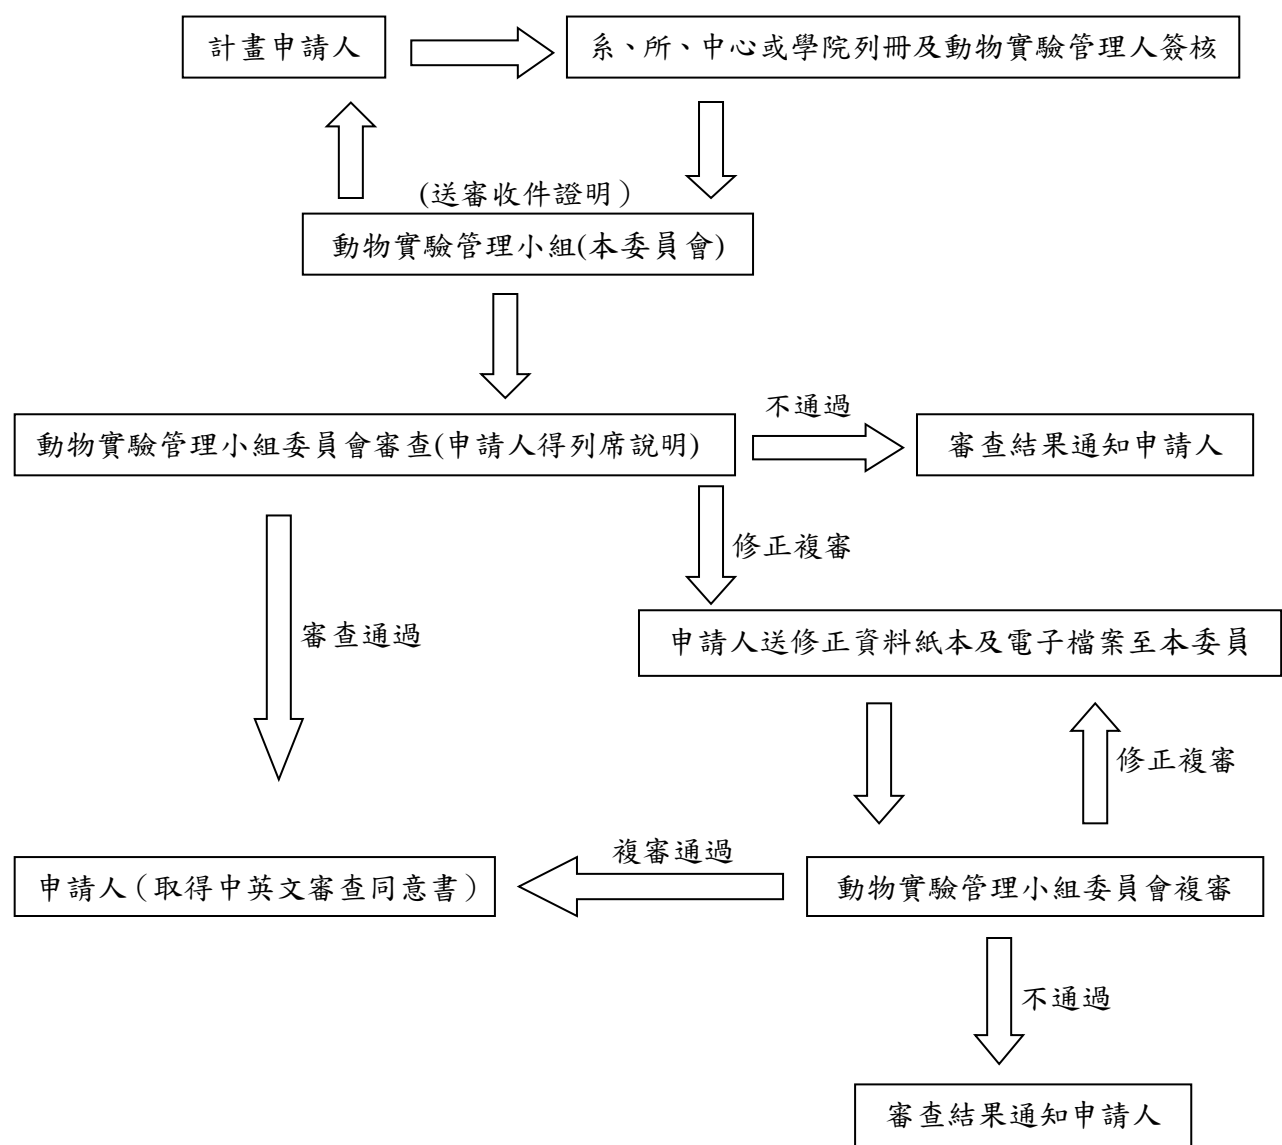 計畫申請人
系、所、中心或學院列冊及動物實驗管理人簽核
(送審收件證明）
動物實驗管理小組(本委員會)
動物實驗管理小組委員會審查(申請人得列席說明)
不通過
審查結果通知申請人
修正複審
審查通過
申請人送修正資料紙本及電子檔案至本委員
修正複審
申請人（取得中英文審查同意書）
複審通過
動物實驗管理小組委員會複審
不通過
審查結果通知申請人